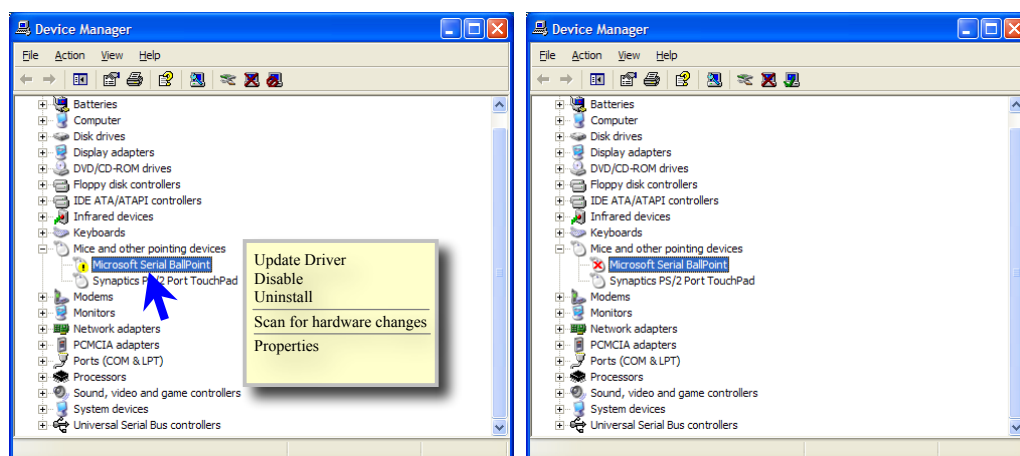 Device Manager
File Action View Help
Batteries
Computer
Disk drives
Display adapters
DVD/CD-ROM drives
Floppy disk controllers
IDE ATA/ATAPI controllers
Infrared devices
Keyboards
Mice and other pointing devices
Microsoft Serial BallPoint
Synaptics PS/2 Port TouchPad
Modems
Monitors
Network adapters
PCMCIA adapters
Ports (COM & LPT)
Processors
Sound, video and game controllers
System devices
Universal Serial Bus controllers
Update Driver
Disable
Uninstall
Scan for hardware changes
Properties
Device Manager
File Action View Help
Batteries
Computer
Disk drives
Display adapters
DVD/CD-ROM drives
Floppy disk controllers
IDE ATA/ATAPI controllers
Infrared devices
Keyboards
Mice and other pointing devices
Microsoft Serial BallPoint
Synaptics PS/2 Port TouchPad
Modems
Monitors
Network adapters
PCMCIA adapters
Ports (COM & LPT)
Processors
Sound, video and game controllers
System devices
Universal Serial Bus controllers